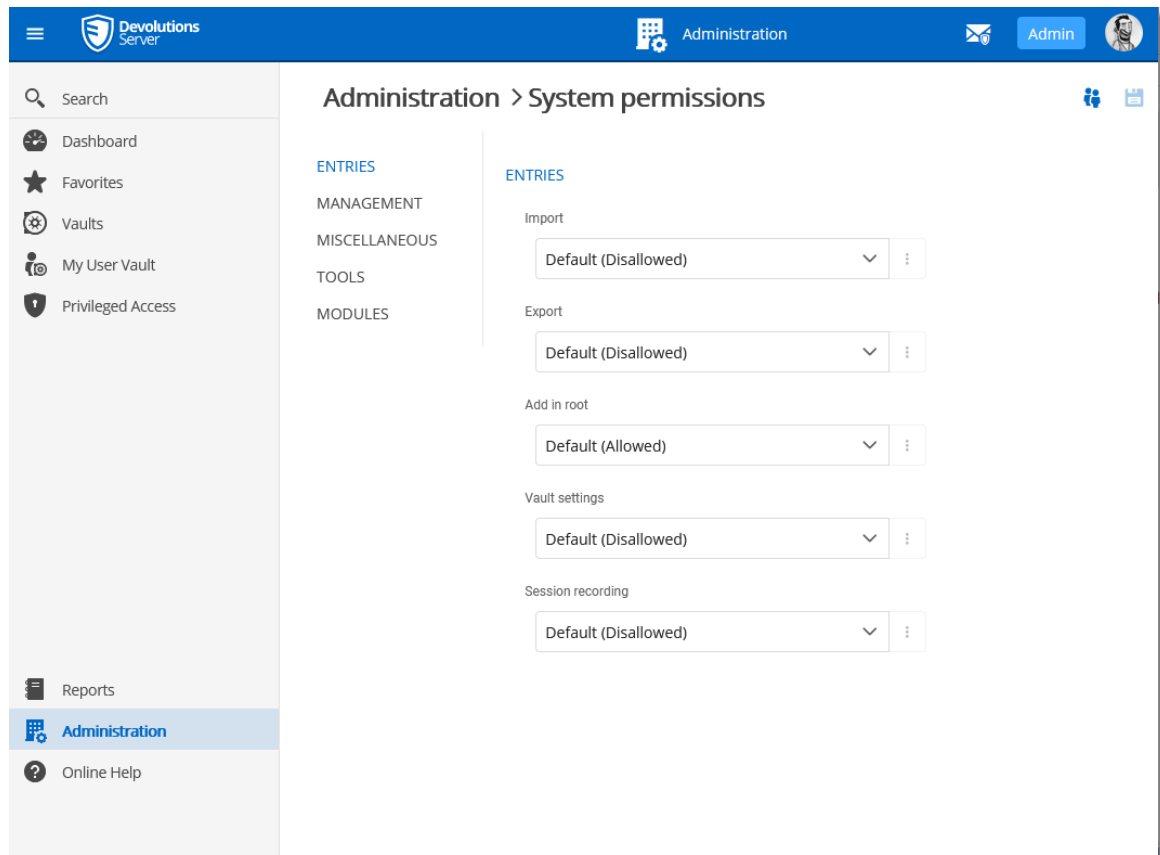 Devolutions
Server
Administration
Admin
Search
Dashboard
Favorites
Vaults
My User Vault
Privileged Access
Reports
Administration
Online Help
Administration > System permissions
ENTRIES
MANAGEMENT
MISCELLANEOUS
TOOLS
MODULES
ENTRIES
Import
Default (Disallowed)
Export
Default (Disallowed)
Add in root
Default (Allowed)
Vault settings
Default (Disallowed)
Session recording
Default (Disallowed)